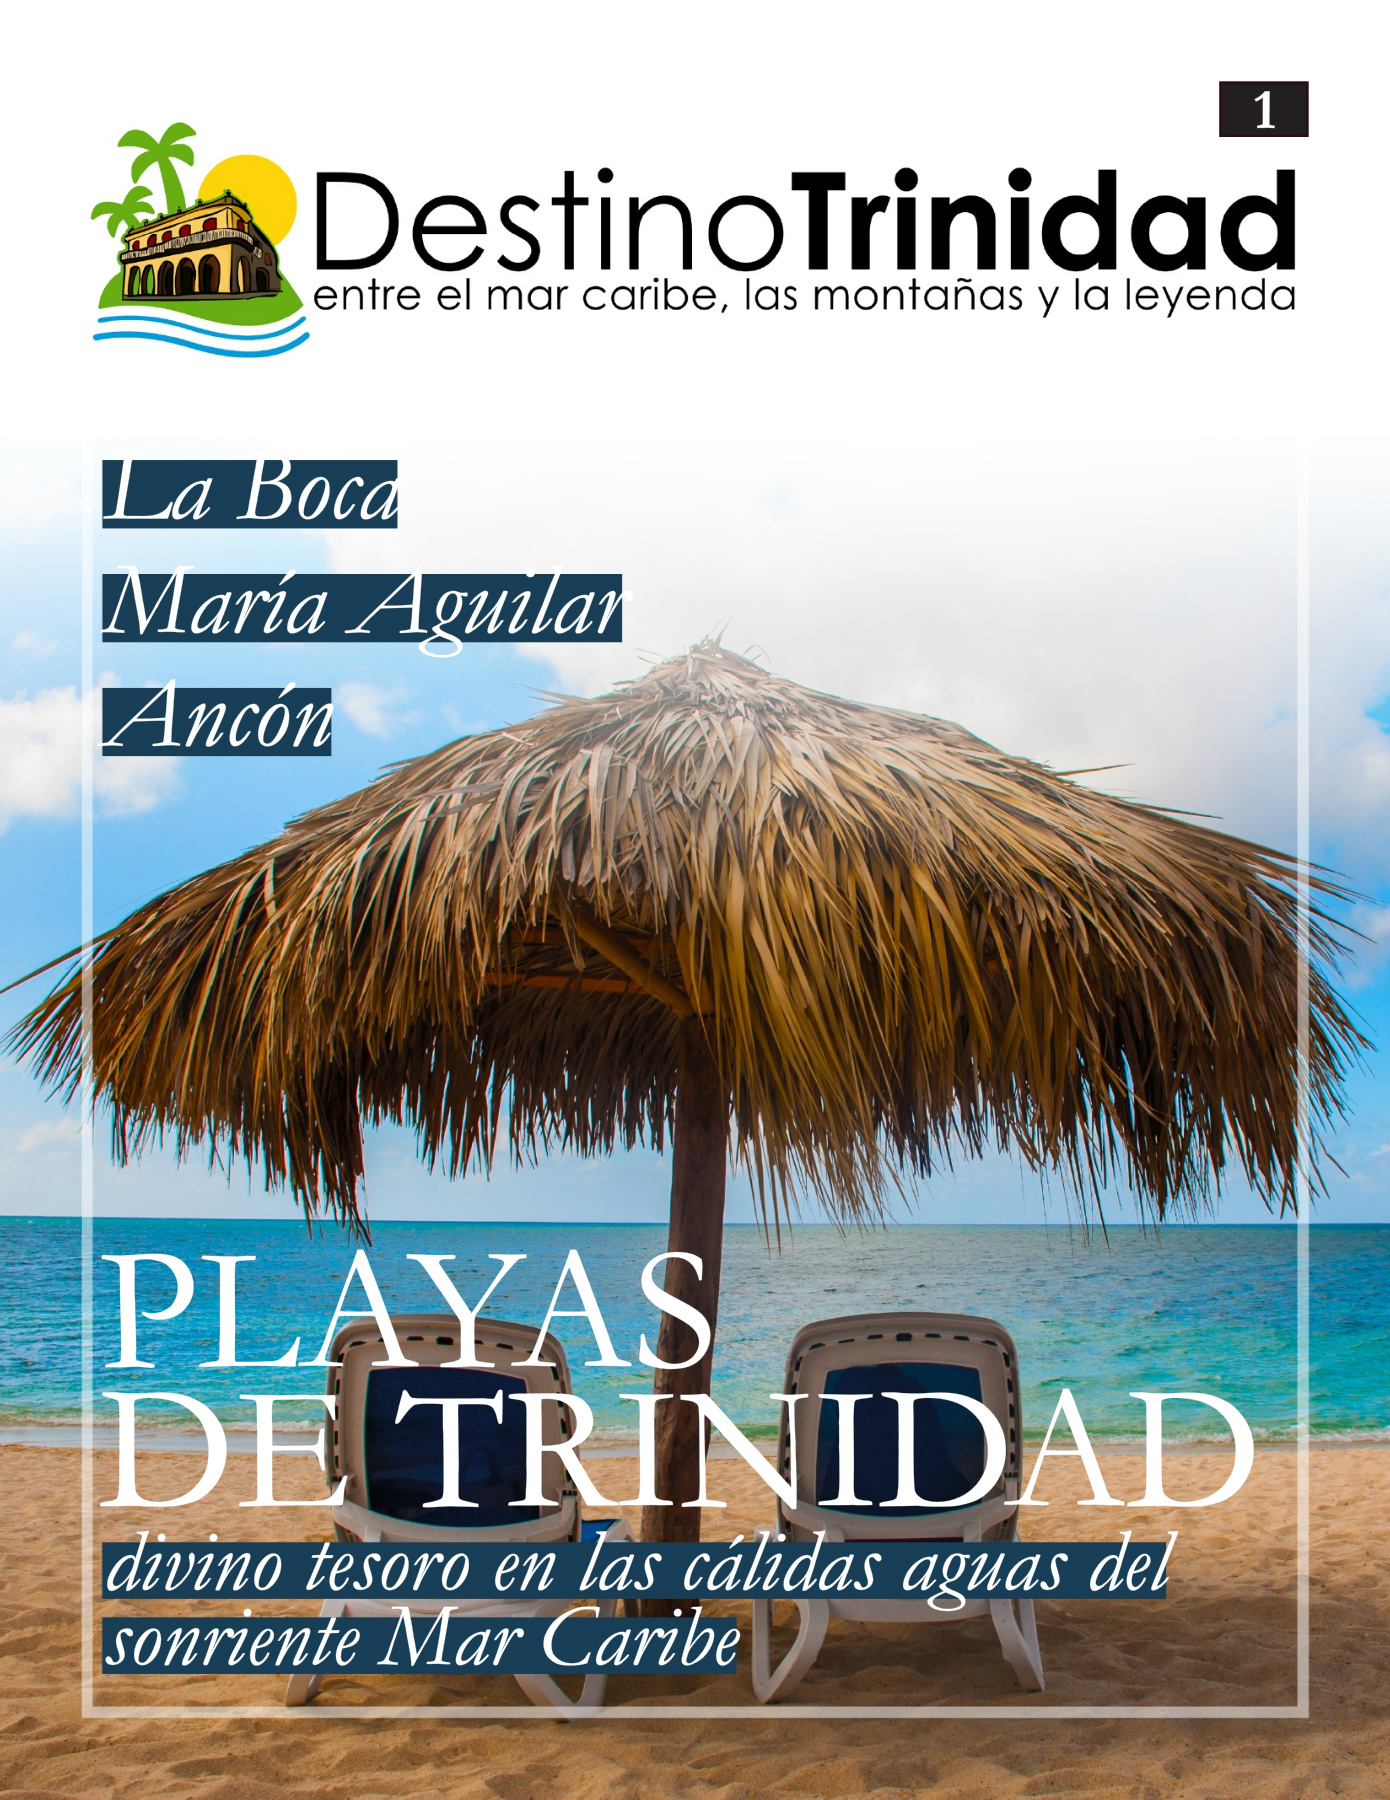 1
DestinoTrinidad
entre el mar caribe, las montañas y la leyenda
La Boca
María Aguilar
Ancón
PLAYAS
DE TRINIDAD
divino tesoro en las cálidas aguas del
sonriente Mar Caribe